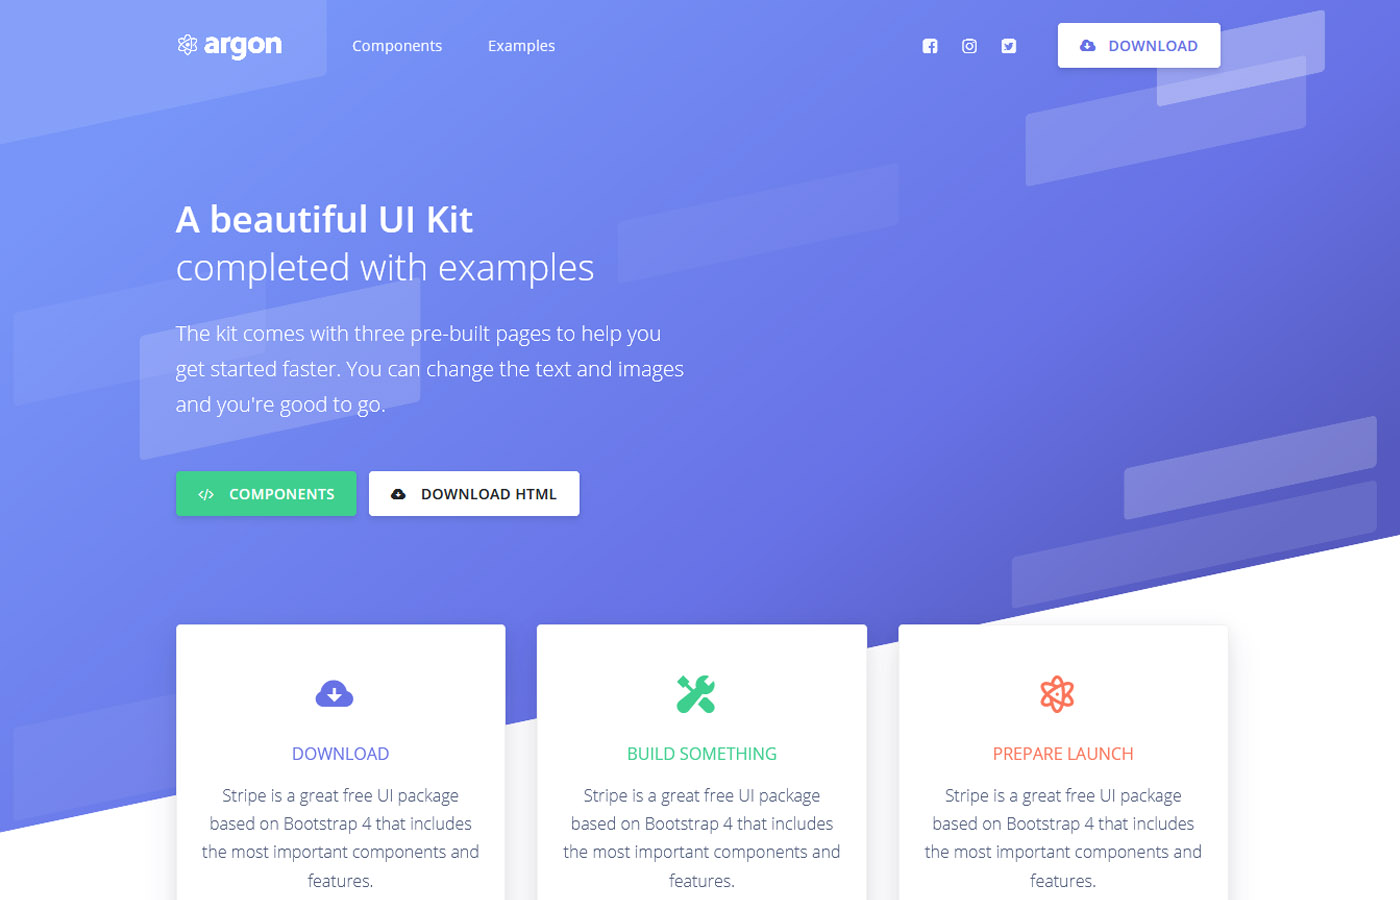 argon
Components
Examples
DOWNLOAD
A beautiful UI Kit
completed with examples
The kit comes with three pre-built pages to help you
get started faster. You can change the text and images
and you're good to go.
COMPONENTS
DOWNLOAD HTML
DOWNLOAD
Stripe is a great free UI package
based on Bootstrap 4 that includes
the most important components and
features.
BUILD SOMETHING
Stripe is a great free UI package
based on Bootstrap 4 that includes
the most important components and
features.
PREPARE LAUNCH
Stripe is a great free UI package
based on Bootstrap 4 that includes
the most important components and
features.